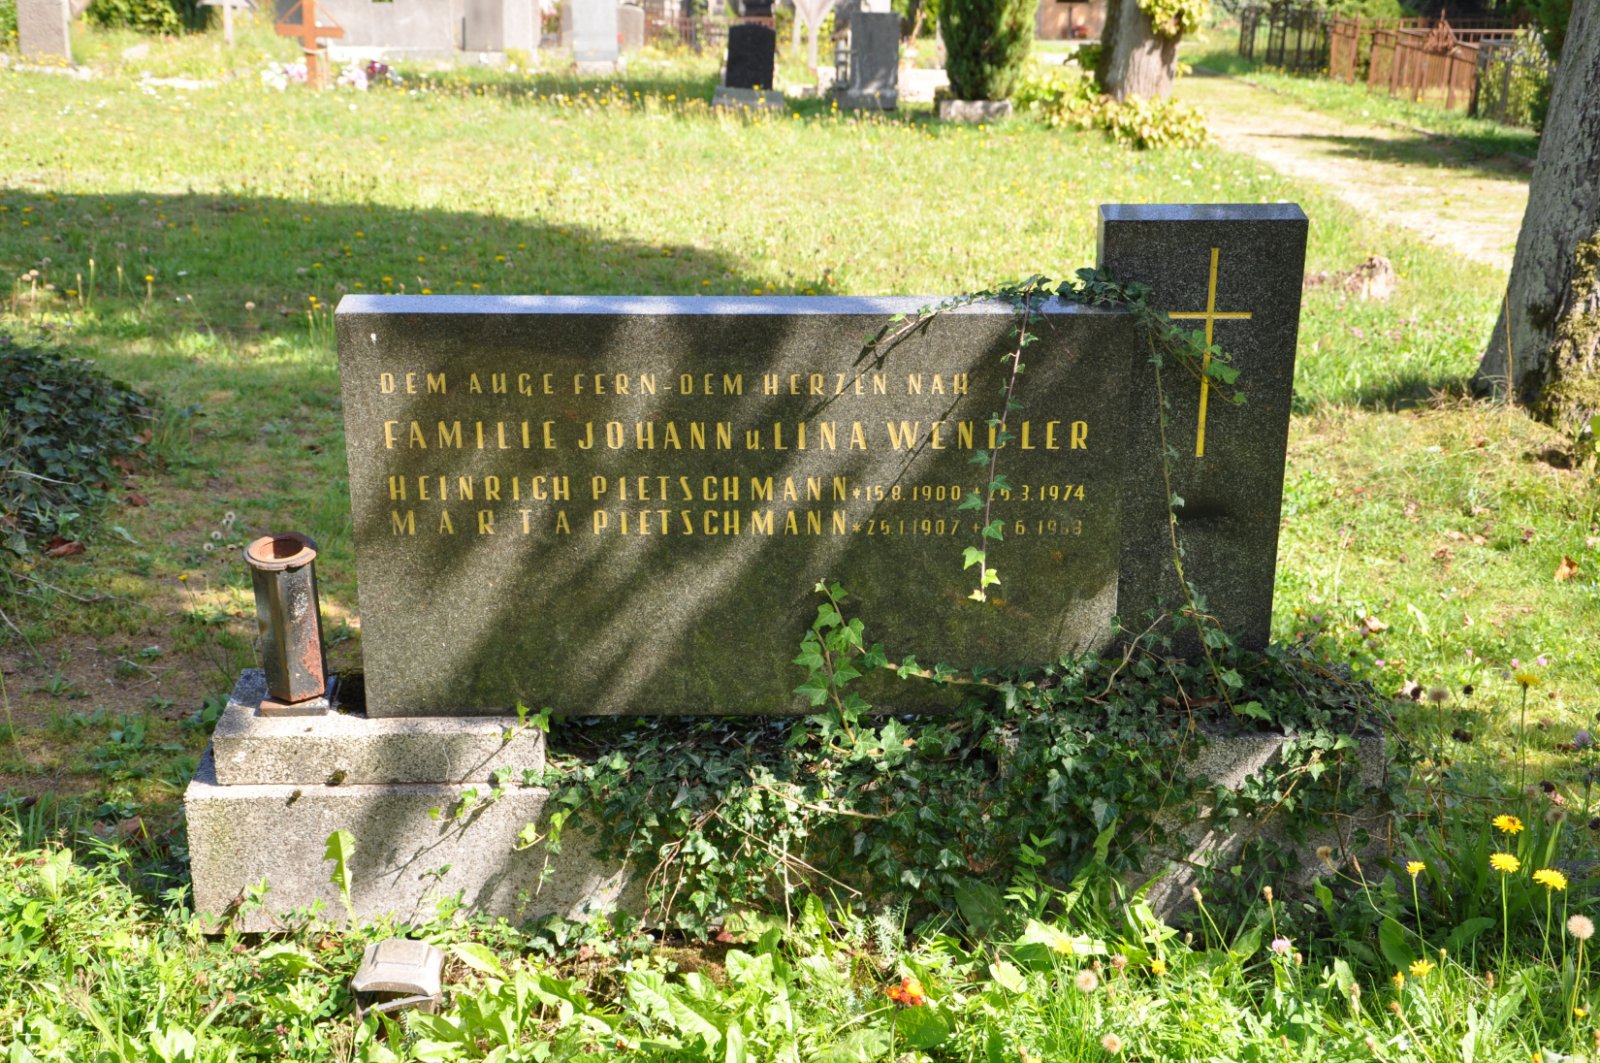 DEM AUGE FERN-DEM HERZEN NAH
FAMILIE JOHANN u. LINA WENDLER
HEINRICH PIETSCHMANN *15.8.1900 + 25.3.1974
MARTA PIETSCHMANN *25.1.1907